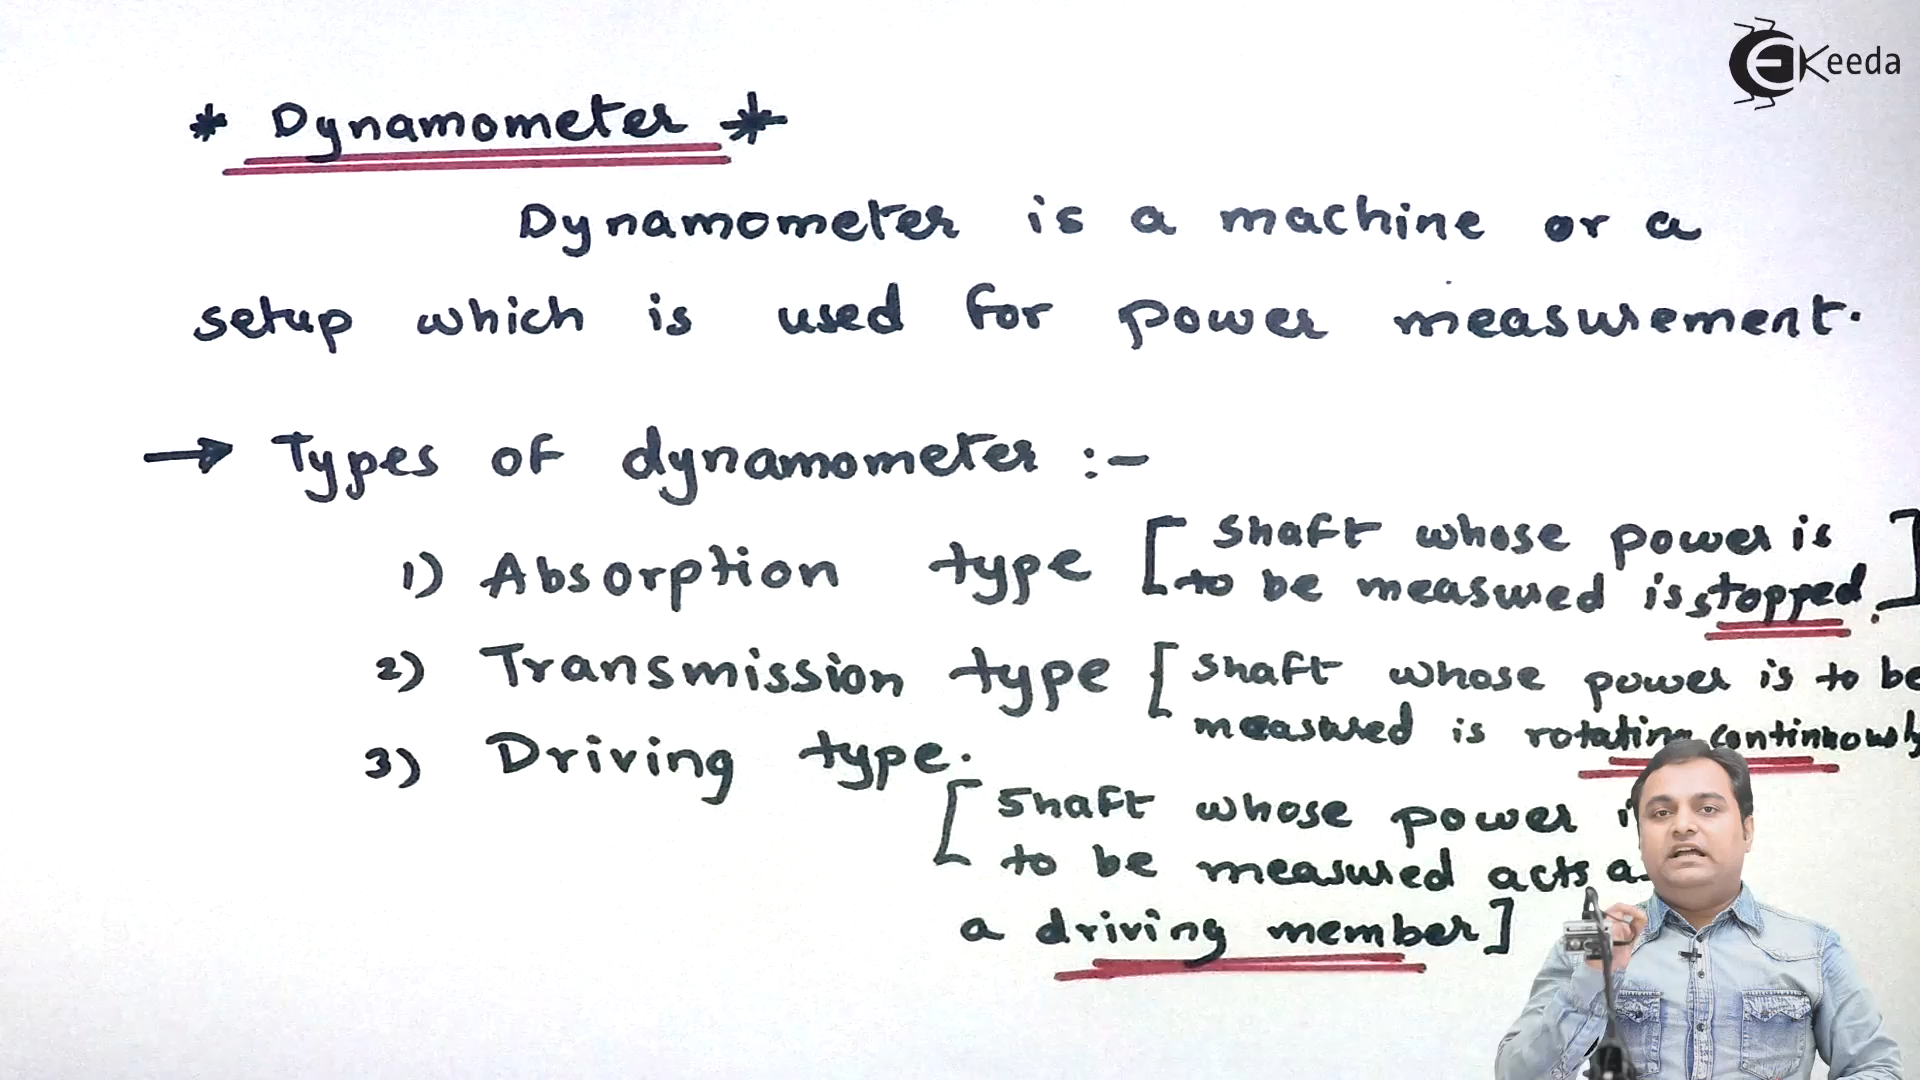 EKeeda
* Dynamometer *
Dynamometer is a machine or a
setup which is used for power measurement.
→ Types of dynamometer :-
1) Absorption type [ Shaft whose power is
to be measured is stopped. ]
2) Transmission type [ Shaft whose power is to be
measured is rotating continuously
3) Driving type.
[ Shaft whose power
to be measured acts
a driving member ]